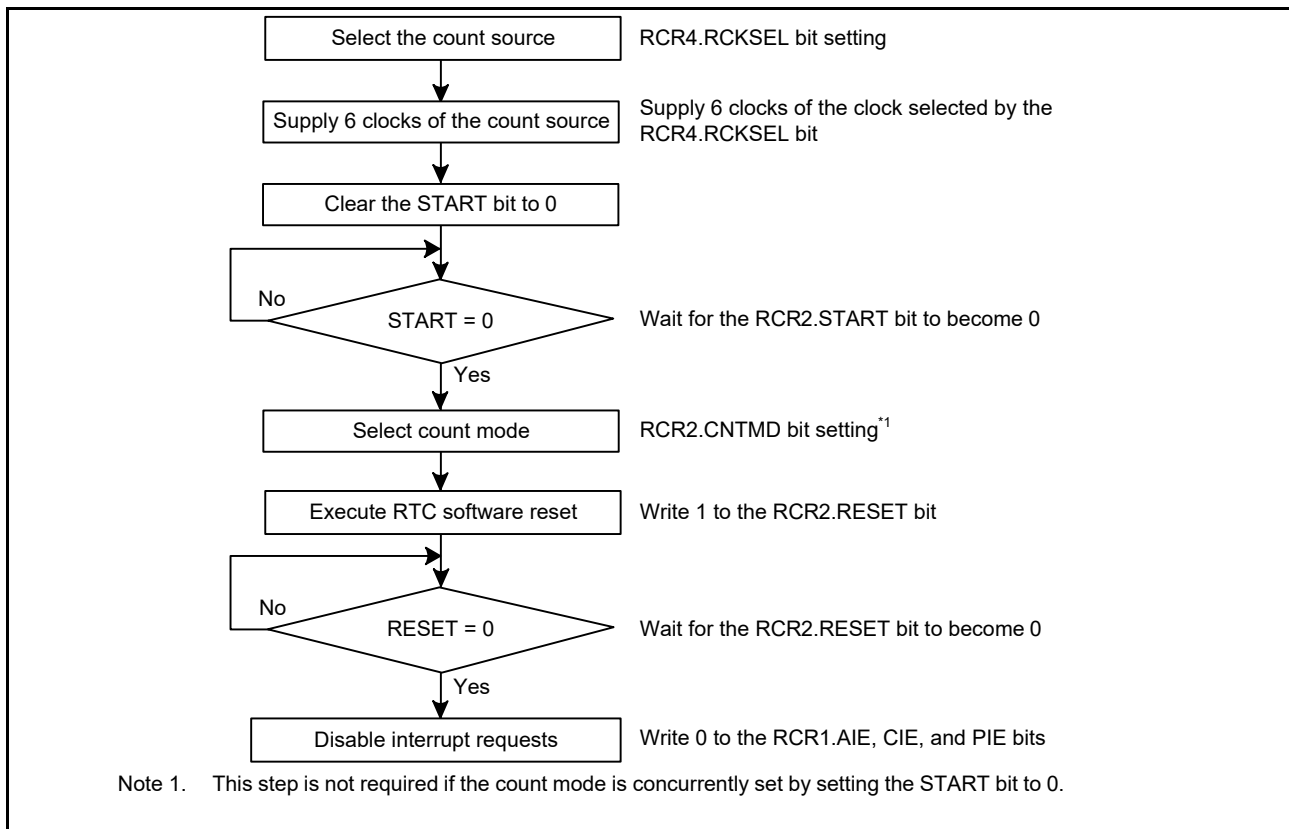 Select the count source
RCR4.RCKSEL bit setting
Supply 6 clocks of the count source
Supply 6 clocks of the clock selected by the
RCR4.RCKSEL bit
Clear the START bit to 0
No
START = 0
Wait for the RCR2.START bit to become 0
Yes
Select count mode
RCR2.CNTMD bit setting*1
Execute RTC software reset
Write 1 to the RCR2.RESET bit
No
RESET = 0
Wait for the RCR2.RESET bit to become 0
Yes
Disable interrupt requests
Write 0 to the RCR1.AIE, CIE, and PIE bits
Note 1. This step is not required if the count mode is concurrently set by setting the START bit to 0.